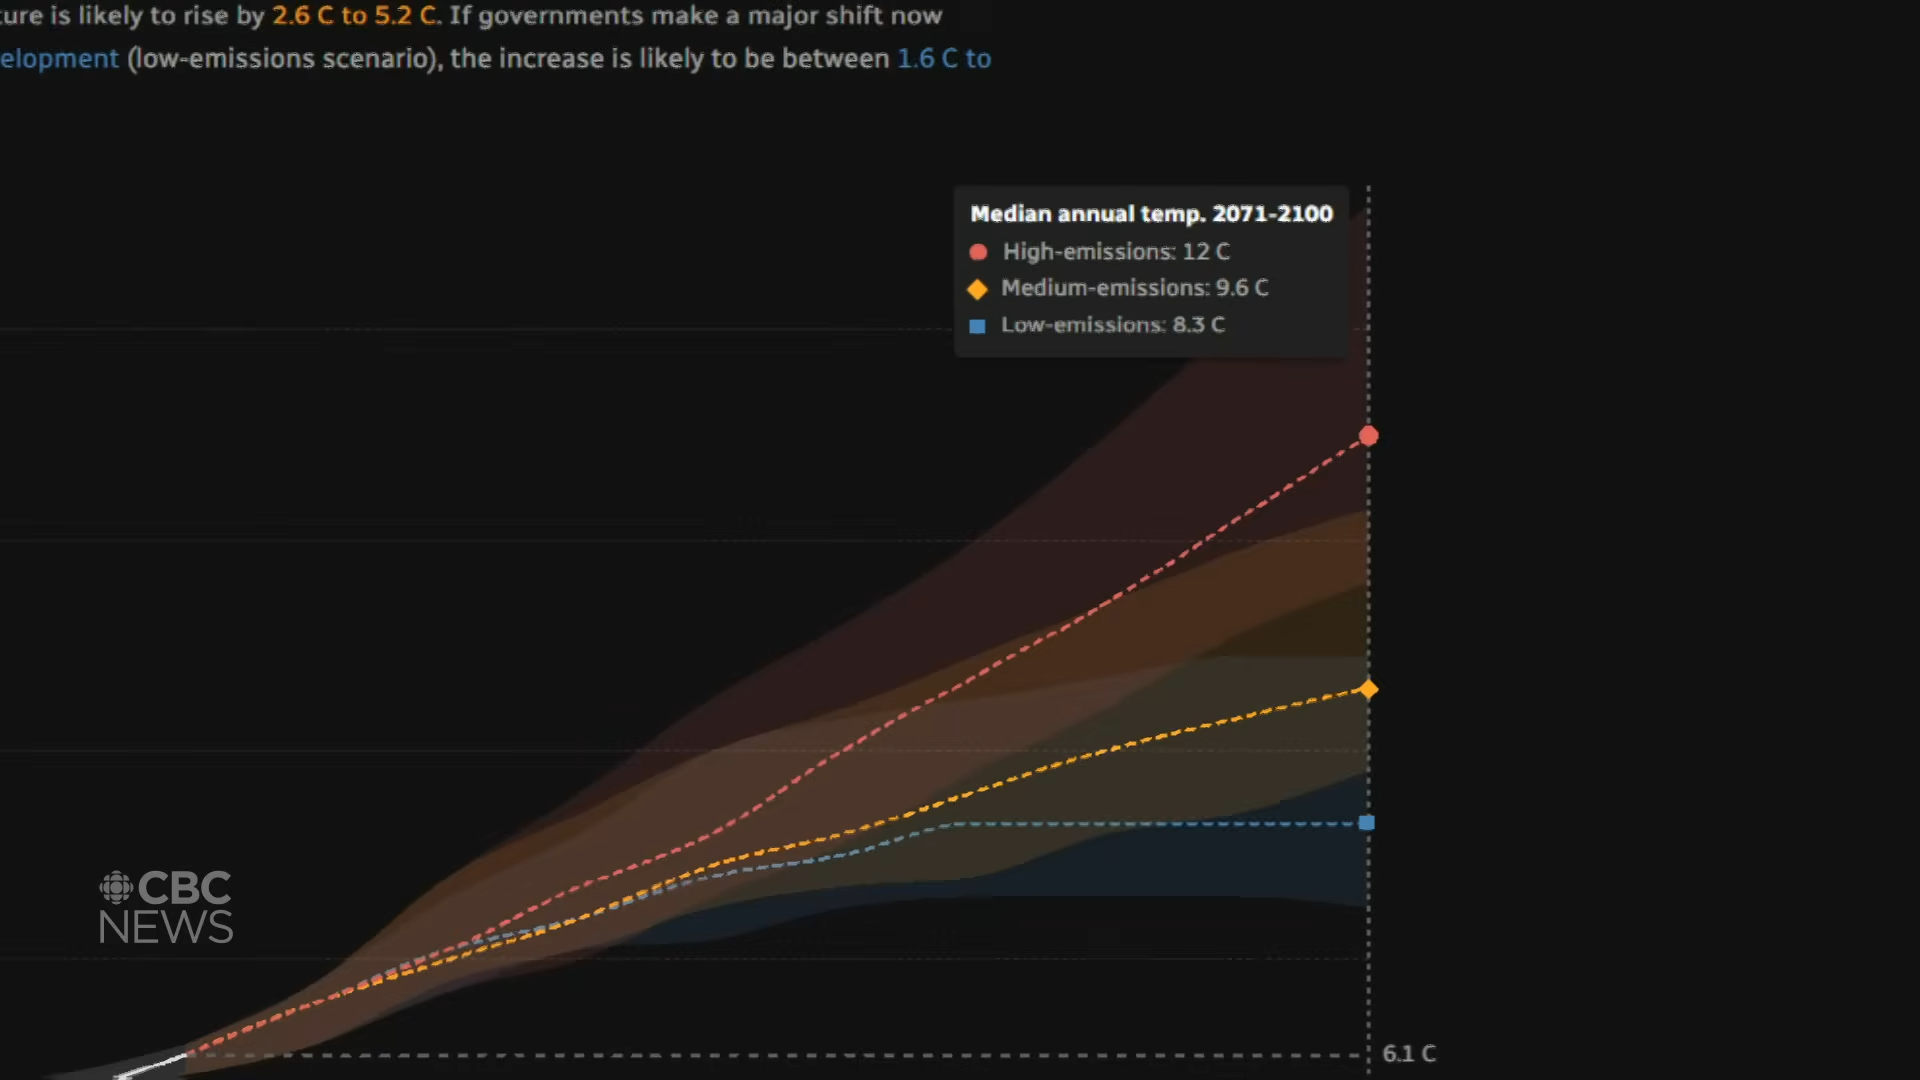 ture is likely to rise by 2.6 C to 5.2 C. If governments make a major shift now
elopment (low-emissions scenario), the increase is likely to be between 1.6 C to
Median annual temp. 2071-2100
High-emissions: 12 C
Medium-emissions: 9.6 C
Low-emissions: 8.3 C
CBC
NEWS
6.1 C